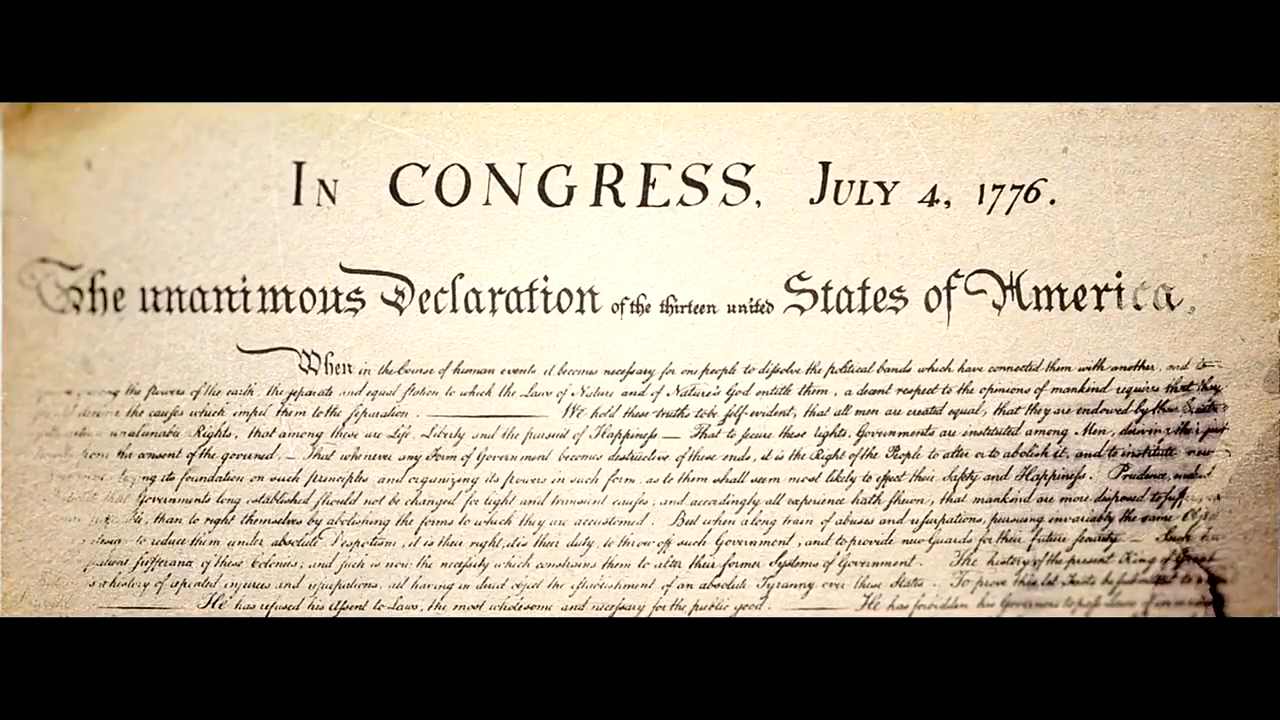 In CONGRESS, July 4, 1776.
The unanimous Declaration of the thirteen united States of America,
When in the Course of human events, it becomes necessary for one people to dissolve the political bands which have connected them with another, and to
among the powers of the earth, the separate and equal station to which the Laws of Nature and of Nature's God entitle them, a decent respect to the opinions of mankind requires that they
declare the causes which impel them to the separation. ——— We hold these truths to be self-evident, that all men are created equal, that they are endowed by their
unalienable Rights, that among these are Life, Liberty and the pursuit of Happiness — That to secure these rights, Governments are instituted among Men, deriving their just
from the consent of the governed, — That whenever any Form of Government becomes destructive of these ends, it is the Right of the People to alter or to abolish it, and to institute new
laying its foundation on such principles and organizing its powers in such form, as to them shall seem most likely to effect their Safety and Happiness. Prudence, indeed
that Governments long established should not be changed for light and transient causes; and accordingly all experience hath shewn, that mankind are more disposed to
than to right themselves by abolishing the forms to which they are accustomed. But when a long train of abuses and usurpations, pursuing invariably the same
to reduce them under absolute Despotism, it is their right, it is their duty, to throw off such Government, and to provide new Guards for their future security. — Such
patient sufferance of these Colonies; and such is now the necessity which constrains them to alter their former Systems of Government. The history of the present King of Great
a history of repeated injuries and usurpations, all having in direct object the establishment of an absolute Tyranny over these States. To prove this, let Facts be submitted to a
——— He has refused his Assent to Laws, the most wholesome and necessary for the public good. ——— He has forbidden his Governors to pass Laws of